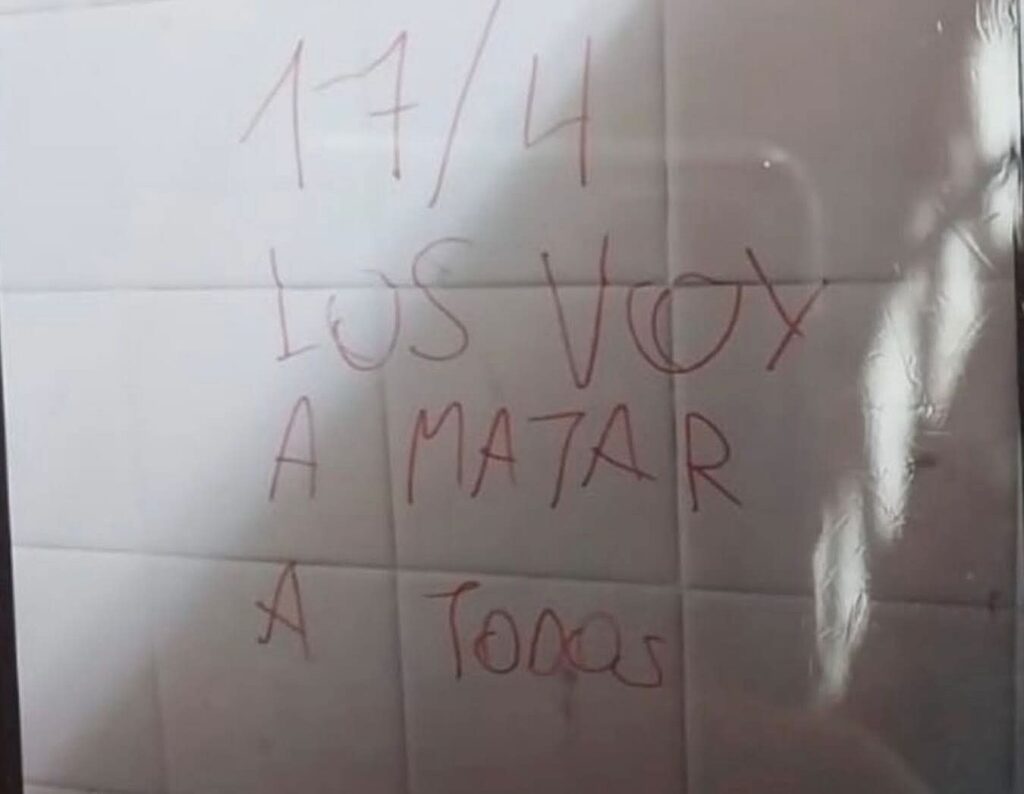 17/4
LOS VOY
A MATAR
A TODOS